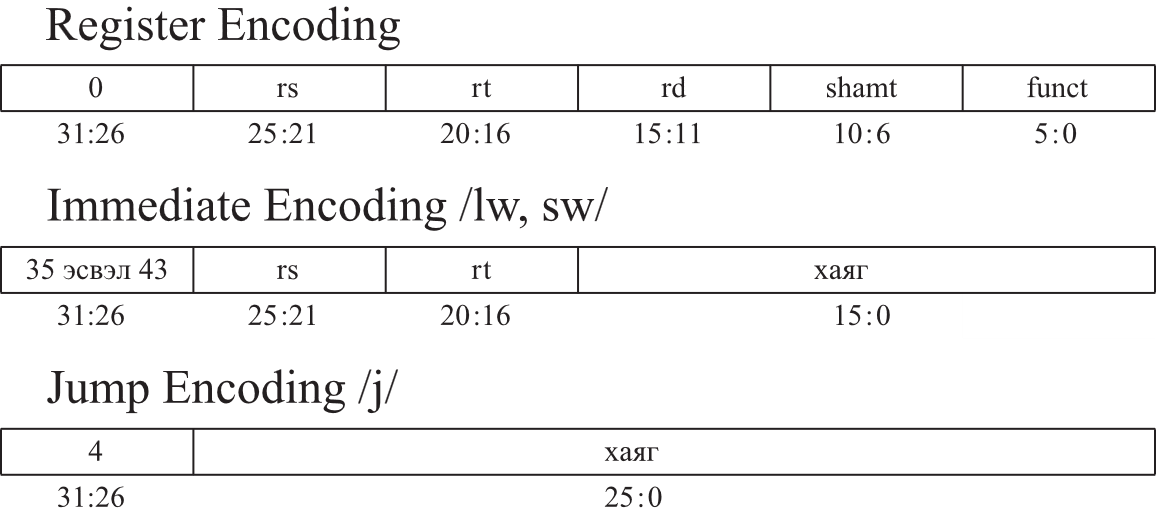 Register Encoding
0 rs rt rd shamt funct
31:26 25:21 20:16 15:11 10:6 5:0
Immediate Encoding /lw, sw/
35 эсвэл 43 rs rt хаяг
31:26 25:21 20:16 15:0
Jump Encoding /j/
4 хаяг
31:26 25:0